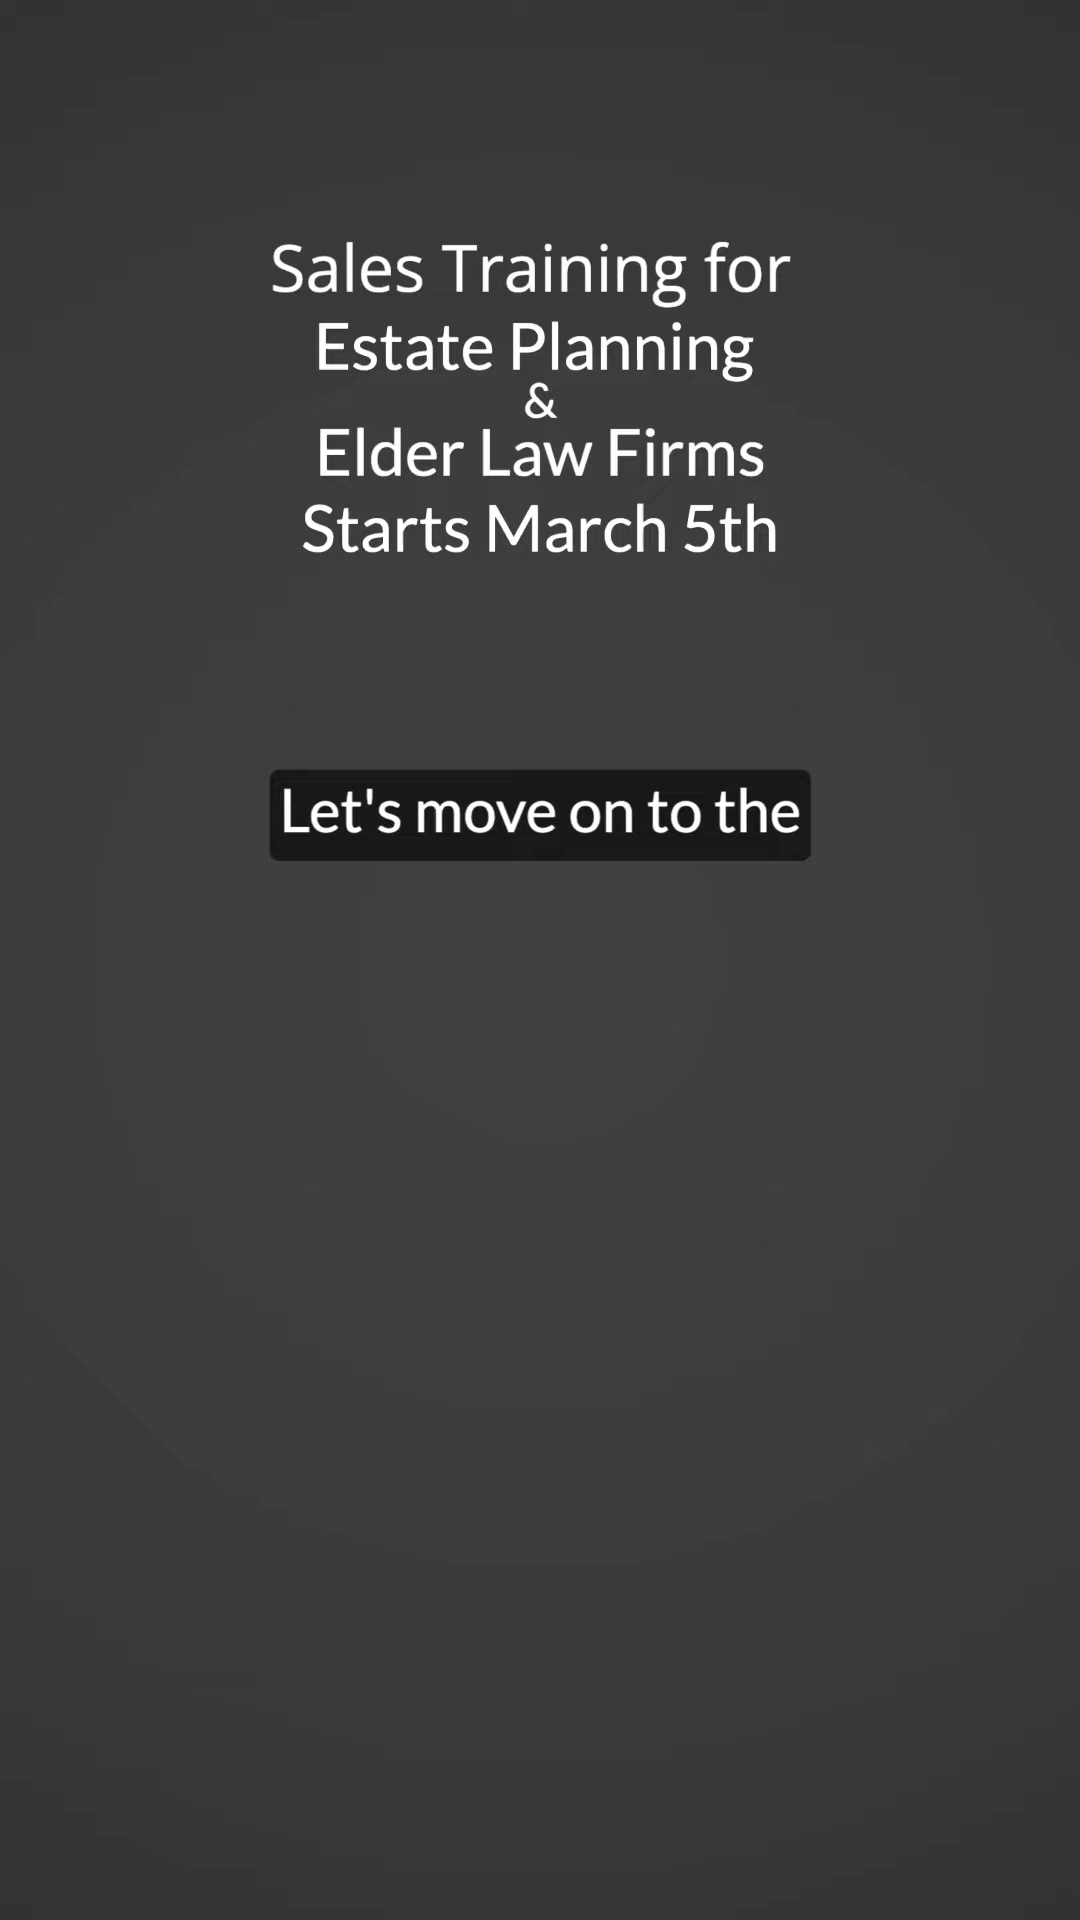 Sales Training for
Estate Planning
&
Elder Law Firms
Starts March 5th
Let's move on to the